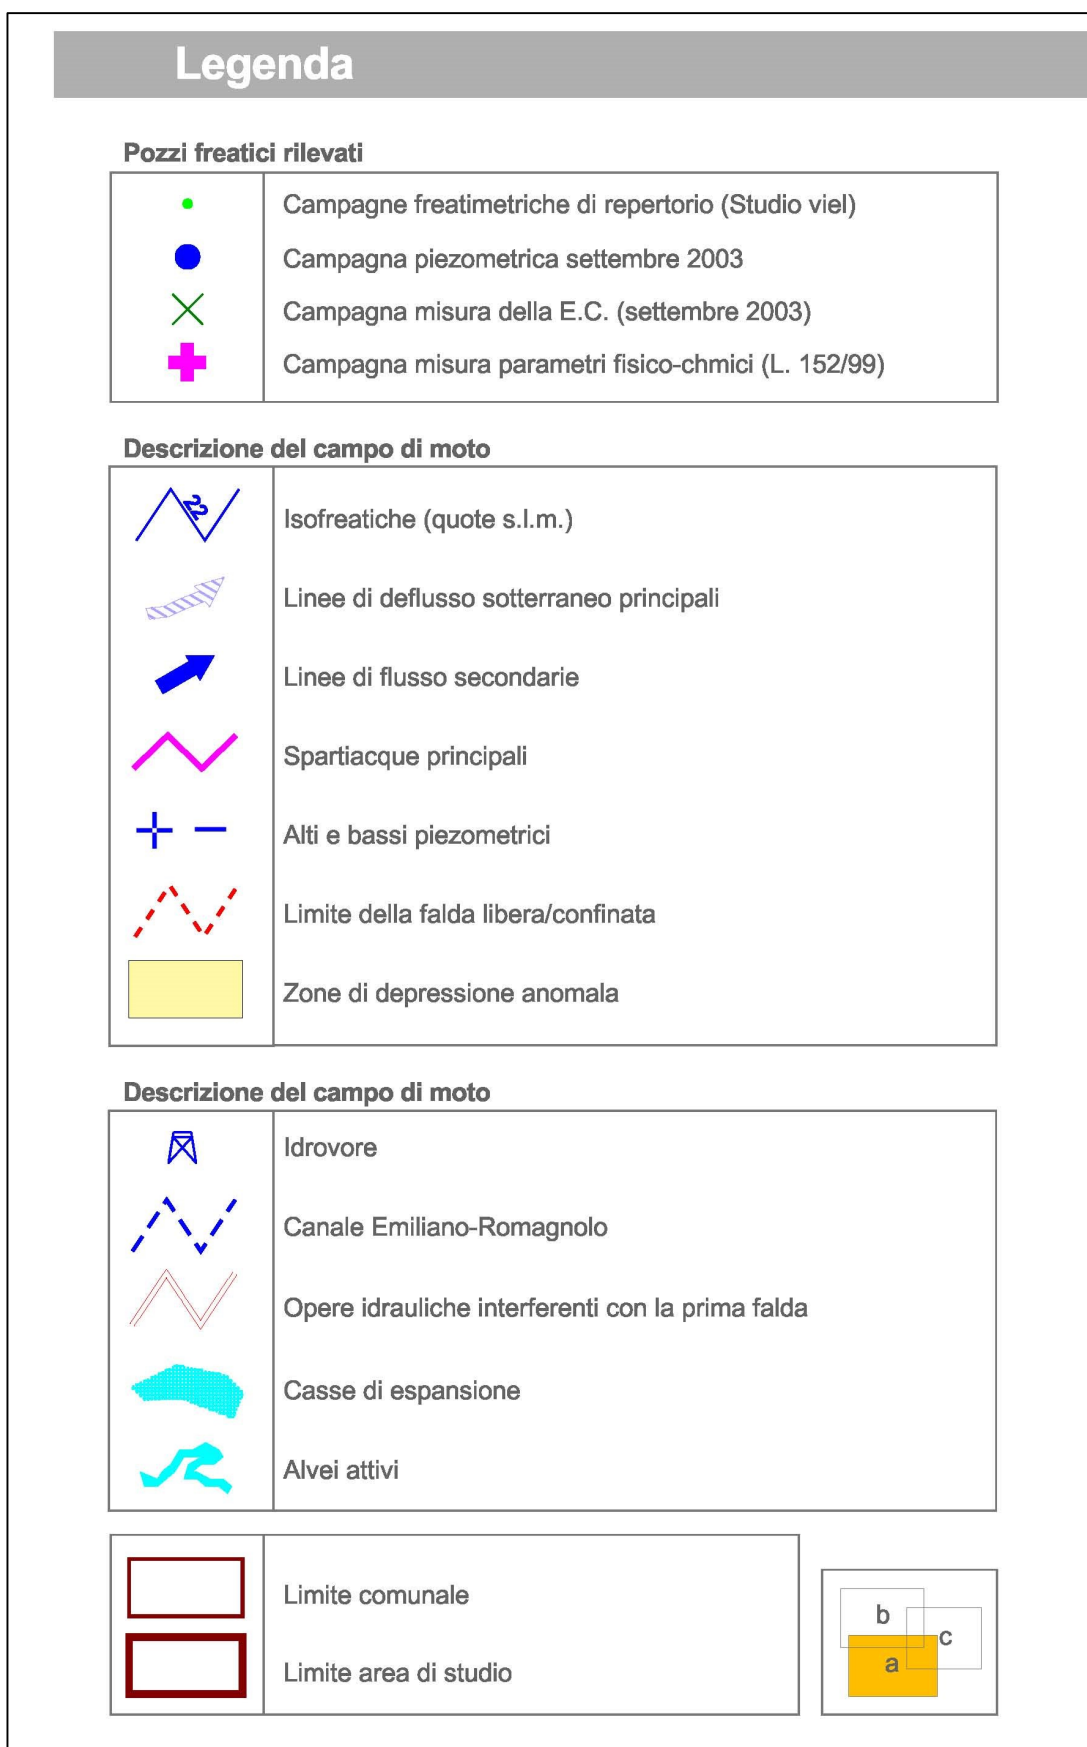 Legenda
Pozzi freatici rilevati
Campagne freatimetriche di repertorio (Studio viel)
Campagna piezometrica settembre 2003
Campagna misura della E.C. (settembre 2003)
Campagna misura parametri fisico-chmici (L. 152/99)
Descrizione del campo di moto
22
Isofreatiche (quote s.l.m.)
Linee di deflusso sotterraneo principali
Linee di flusso secondarie
Spartiacque principali
Alti e bassi piezometrici
Limite della falda libera/confinata
Zone di depressione anomala
Descrizione del campo di moto
Idrovore
Canale Emiliano-Romagnolo
Opere idrauliche interferenti con la prima falda
Casse di espansione
Alvei attivi
Limite comunale
Limite area di studio
b
c
a